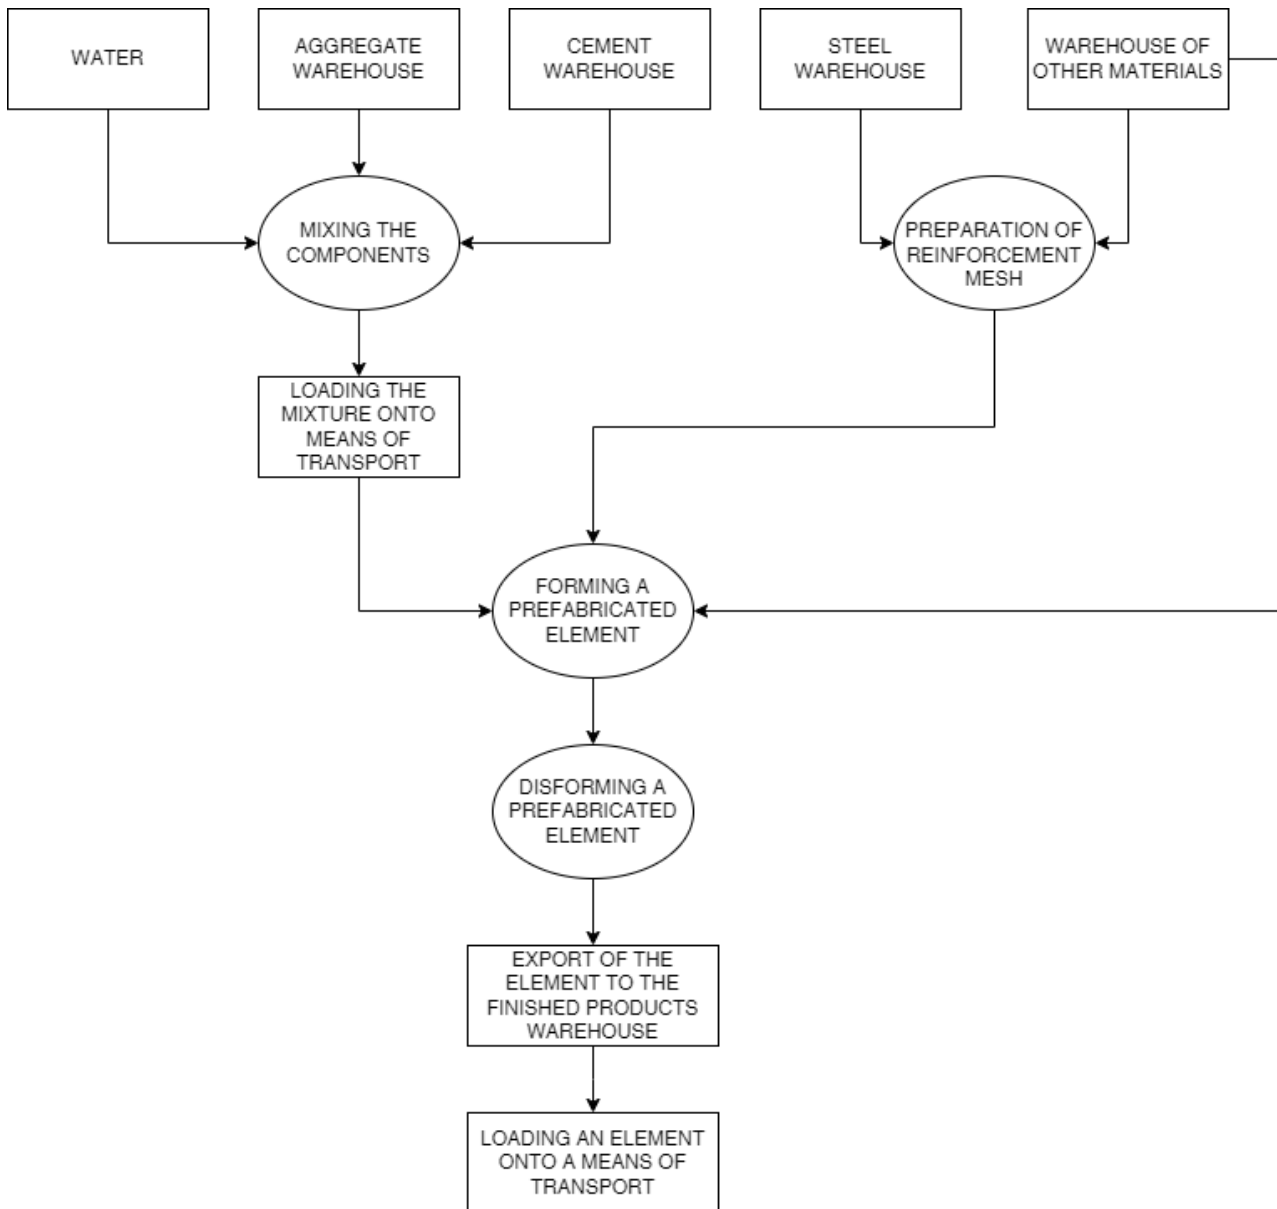 WATER
AGGREGATE
WAREHOUSE
CEMENT
WAREHOUSE
STEEL
WAREHOUSE
WAREHOUSE OF
OTHER MATERIALS
MIXING THE
COMPONENTS
PREPARATION OF
REINFORCEMENT
MESH
LOADING THE
MIXTURE ONTO
MEANS OF
TRANSPORT
FORMING A
PREFABRICATED
ELEMENT
DISFORMING A
PREFABRICATED
ELEMENT
EXPORT OF THE
ELEMENT TO THE
FINISHED PRODUCTS
WAREHOUSE
LOADING AN ELEMENT
ONTO A MEANS OF
TRANSPORT